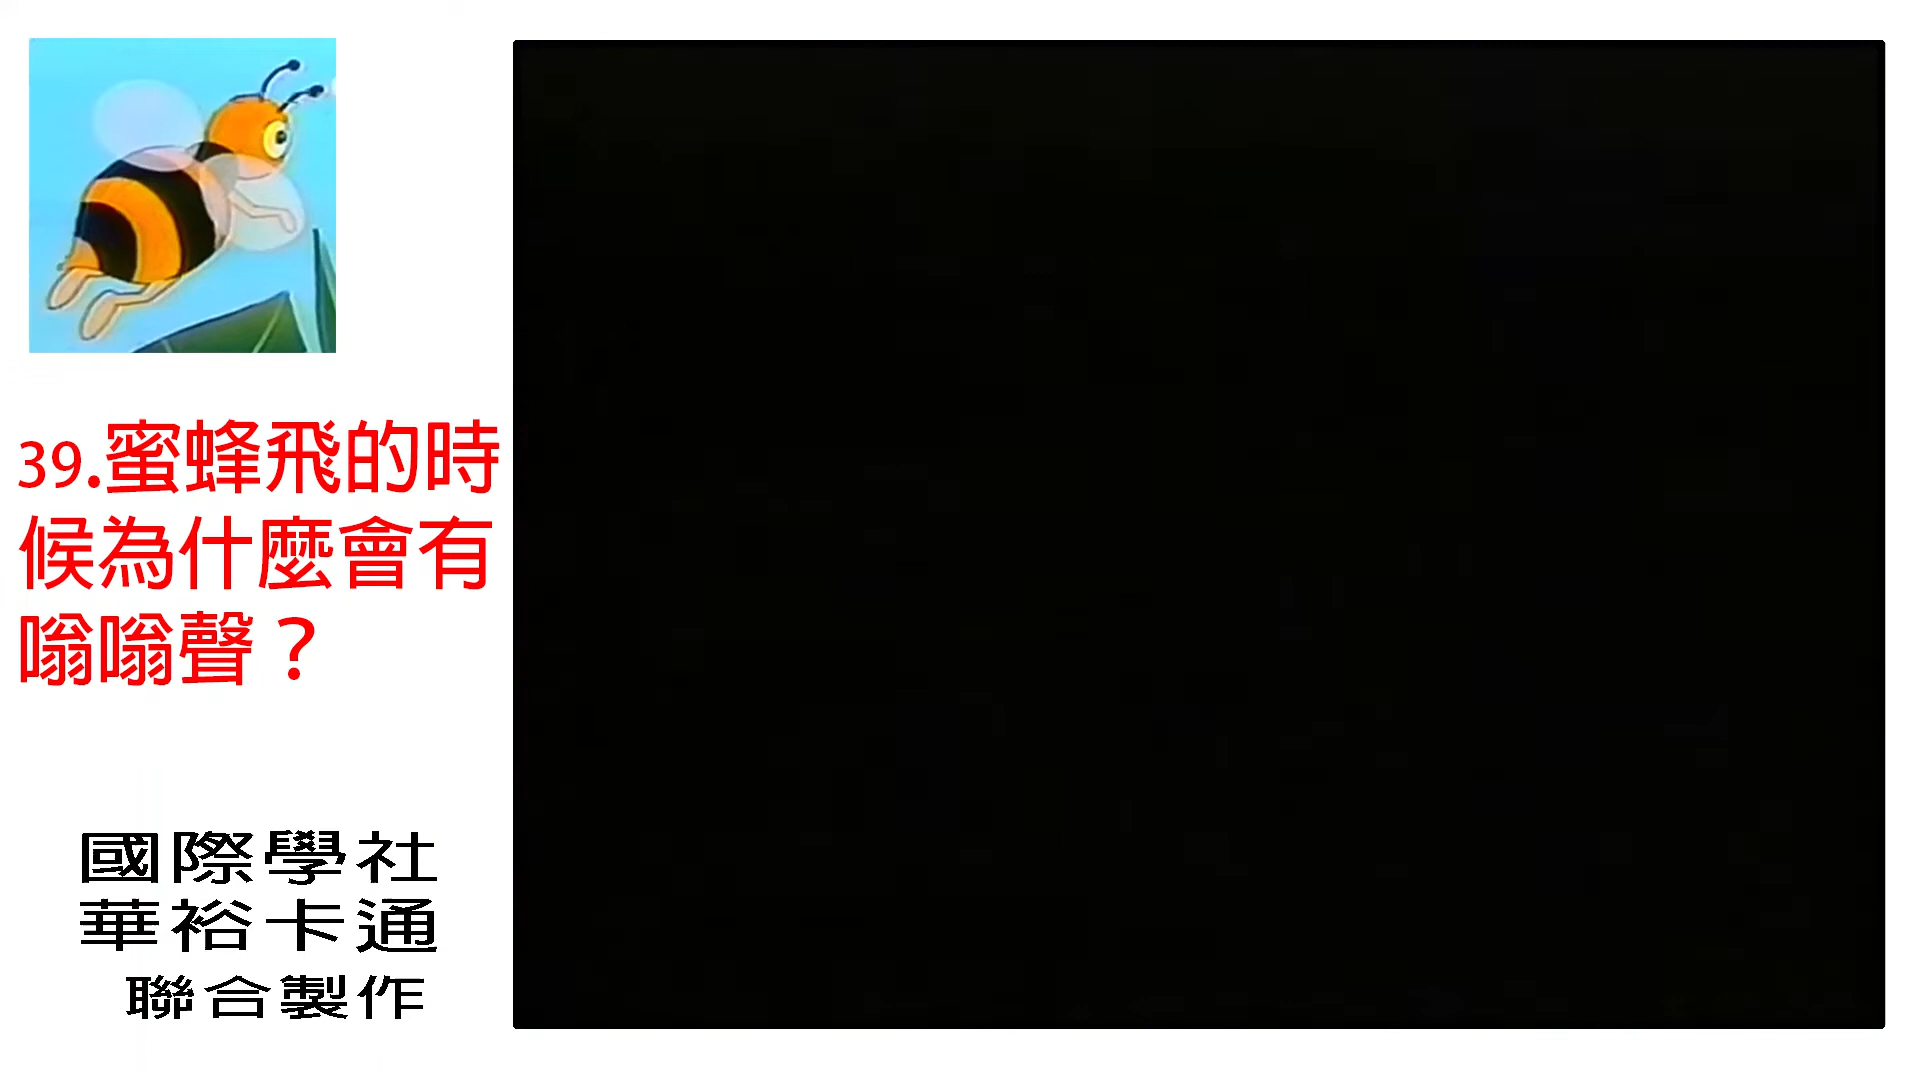 39.蜜蜂飛的時
候為什麼會有
嗡嗡聲？
國際學社
華裕卡通
聯合製作